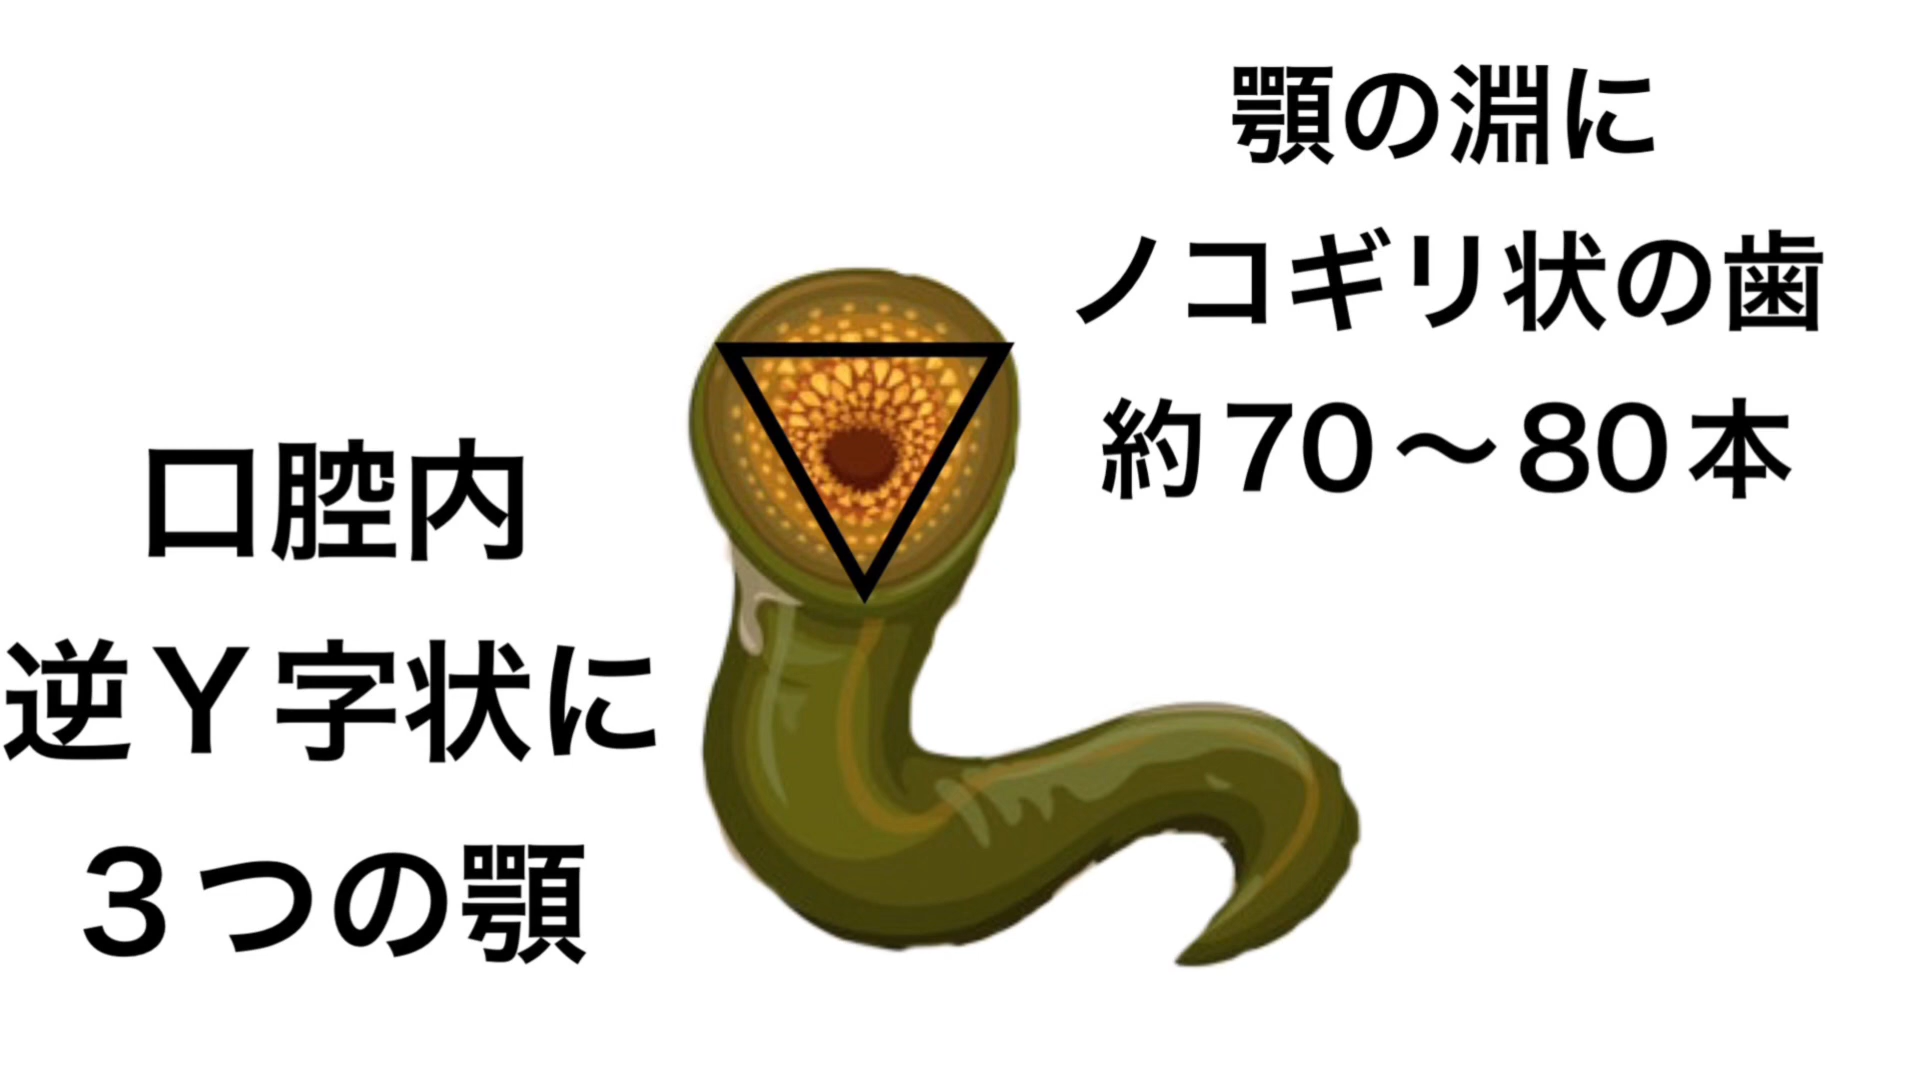 顎の淵に
ノコギリ状の歯
約70〜80本
口腔内
逆Y字状に
3つの顎